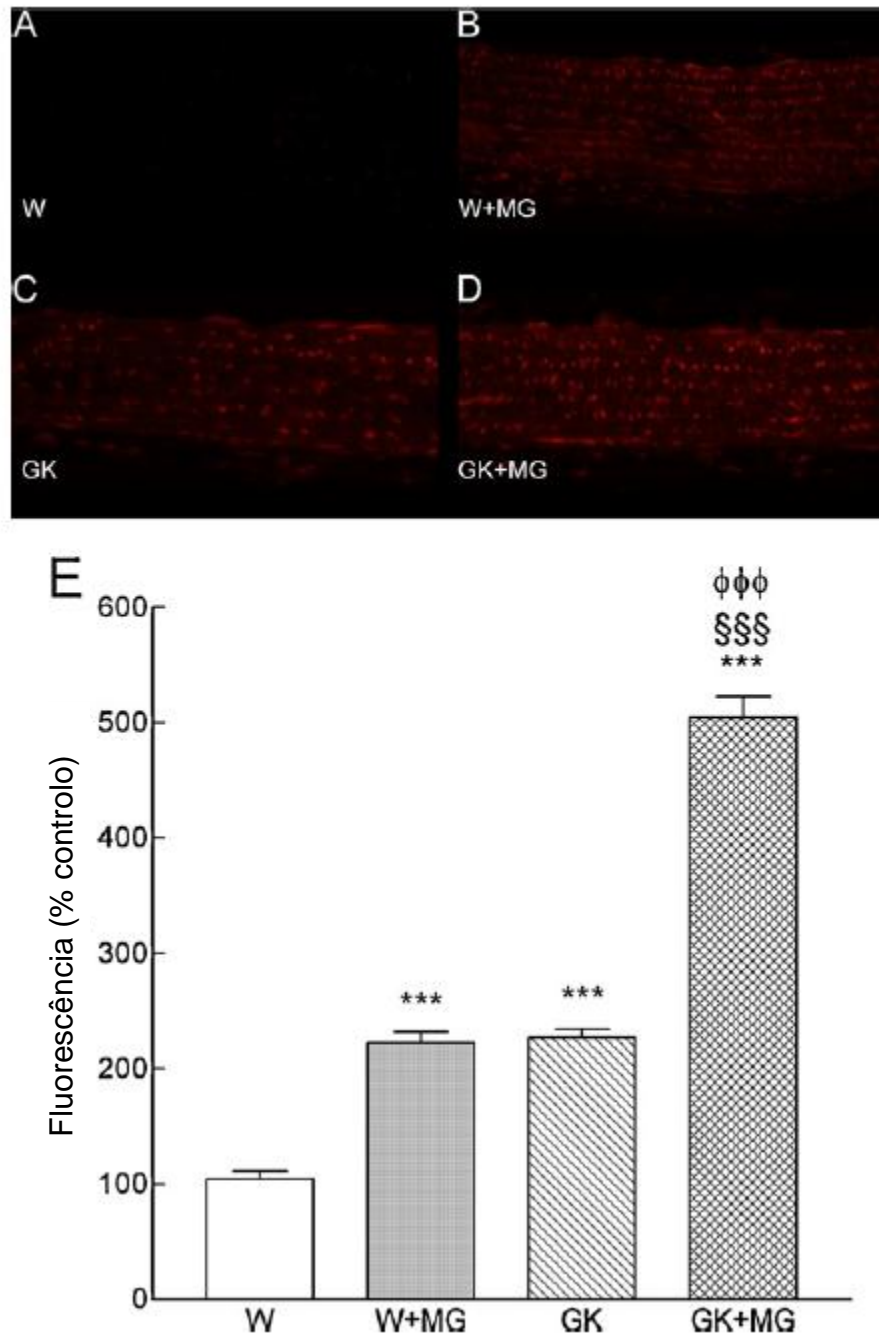 A
B
W
W+MG
C
D
GK
GK+MG
E
ϕϕϕ
§§§
***
600
500
400
300
200
100
0
Fluorescência (% controlo)
***
***
W
W+MG
GK
GK+MG